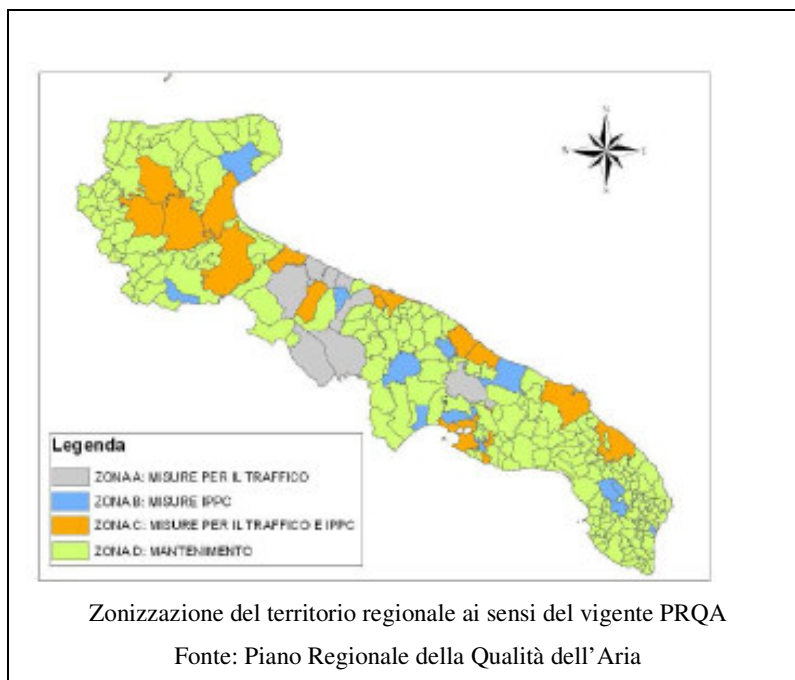 N
Legenda
ZONA A: MISURE PER IL TRAFFICO
ZONA B: MISURE IPPC
ZONA C: MISURE PER IL TRAFFICO E IPPC
ZONA D: MANTENIMENTO
Zonizzazione del territorio regionale ai sensi del vigente PRQA
Fonte: Piano Regionale della Qualità dell'Aria